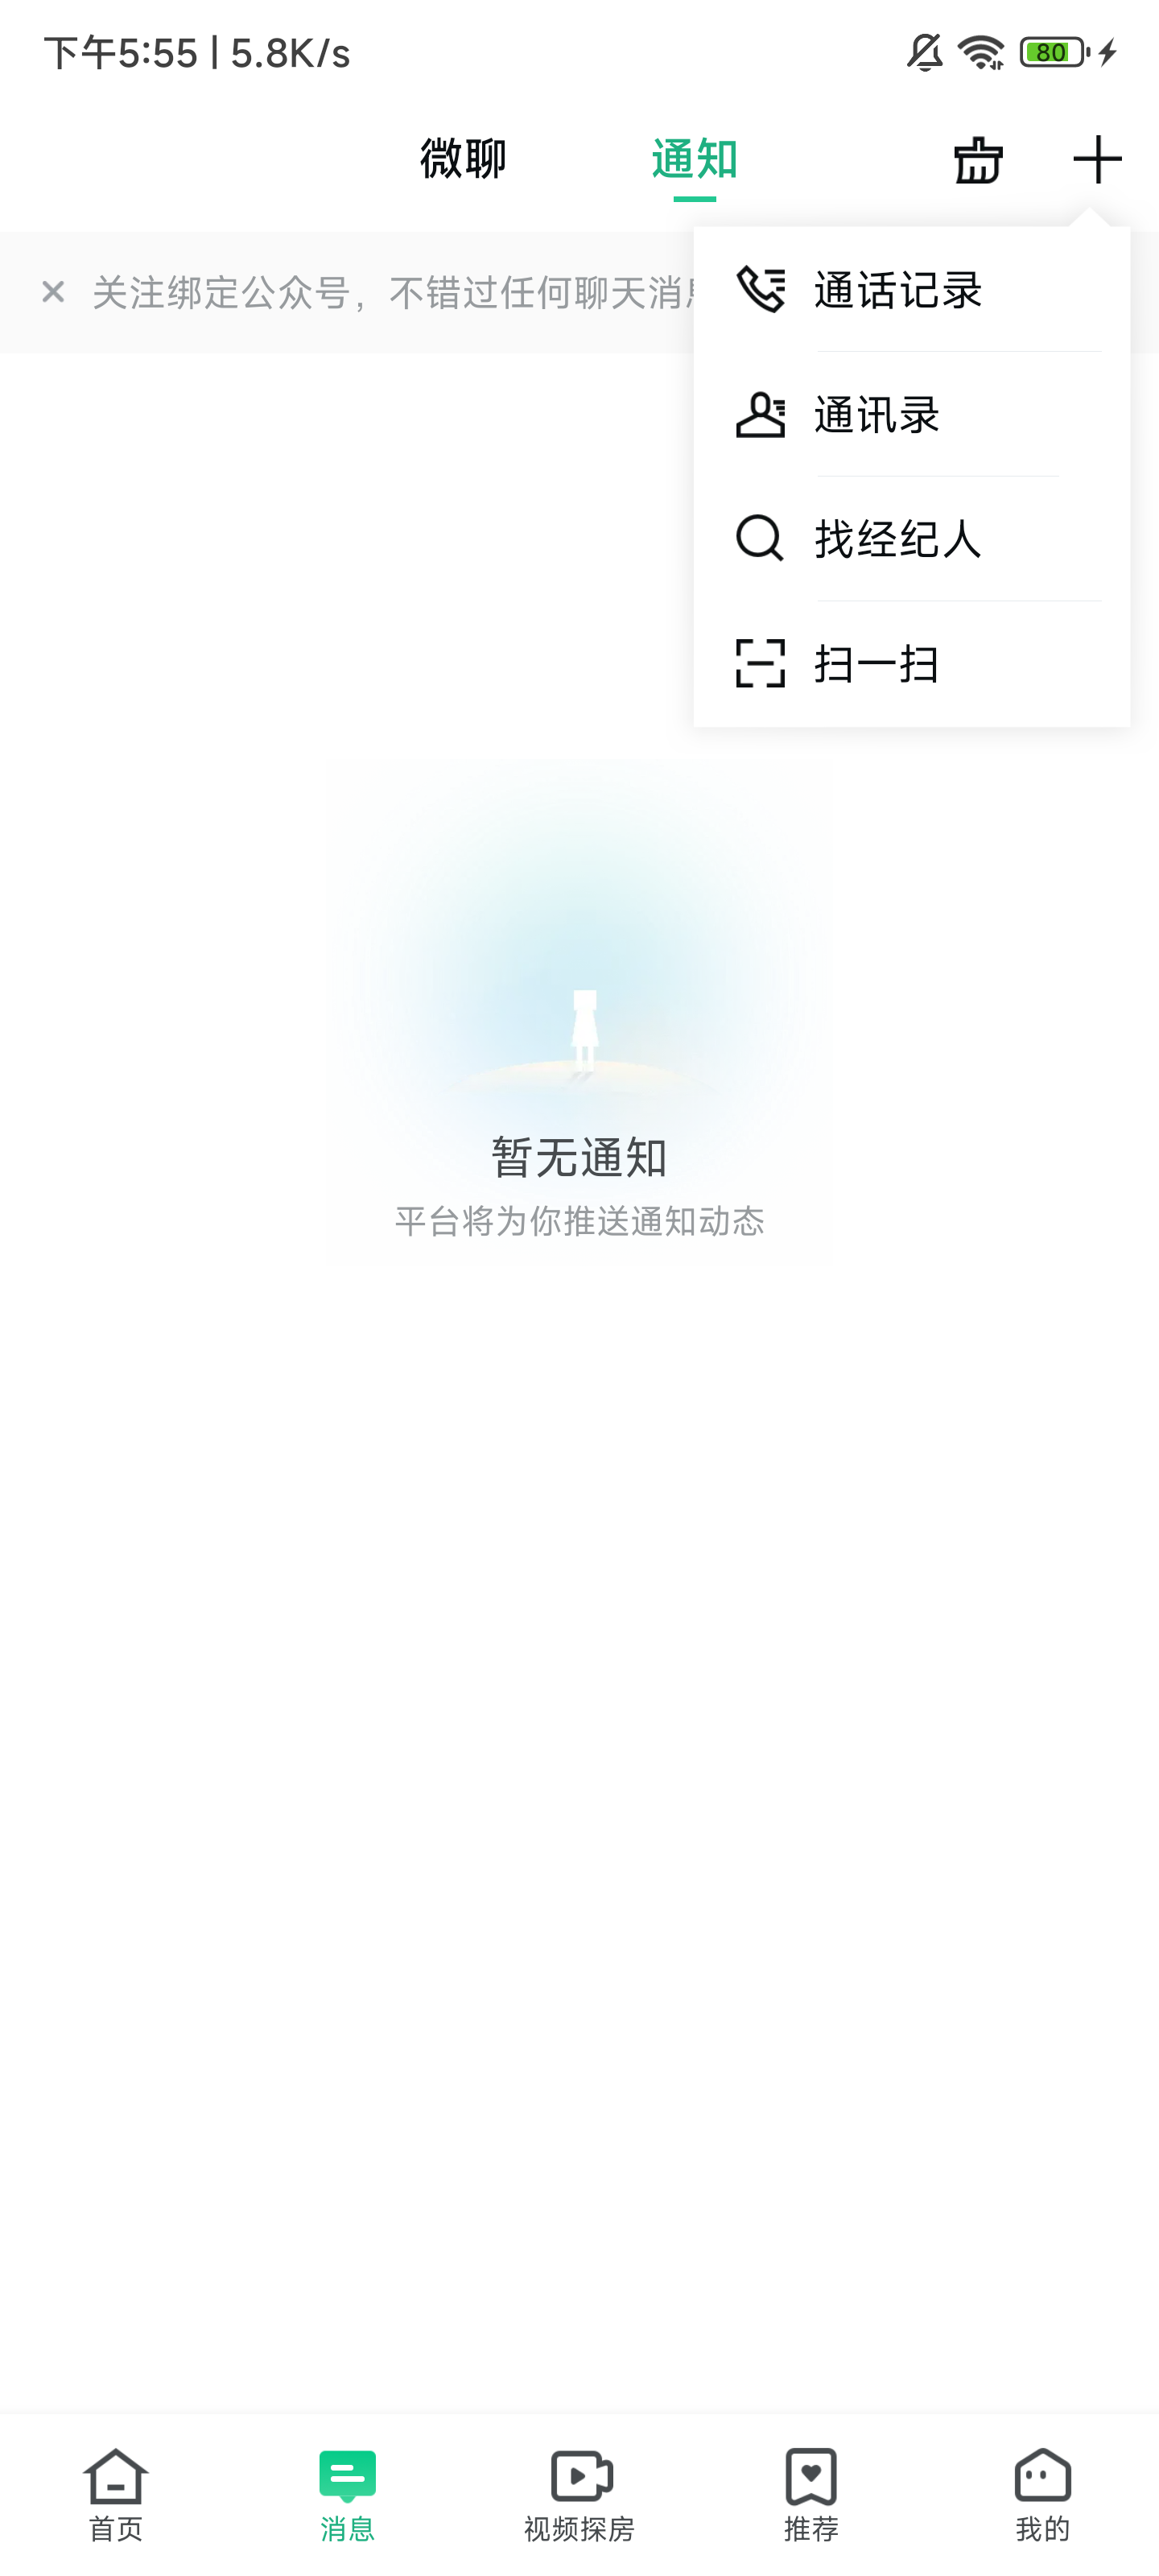 下午5:55 | 5.8K/s
80
微聊
通知
关注绑定公众号，不错过任何聊天消
通话记录
通讯录
找经纪人
扫一扫
暂无通知
平台将为你推送通知动态
首页
消息
视频探房
推荐
我的